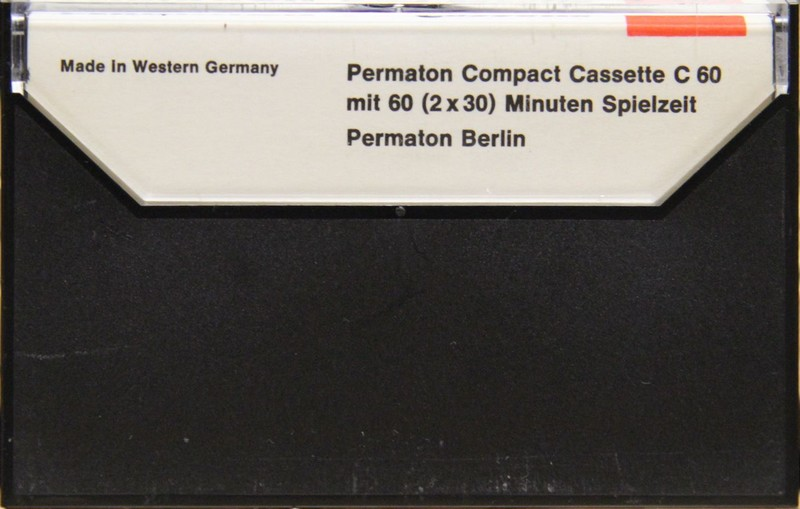 Made in Western Germany
Permaton Compact Cassette C 60
mit 60 (2 x 30) Minuten Spielzeit
Permaton Berlin